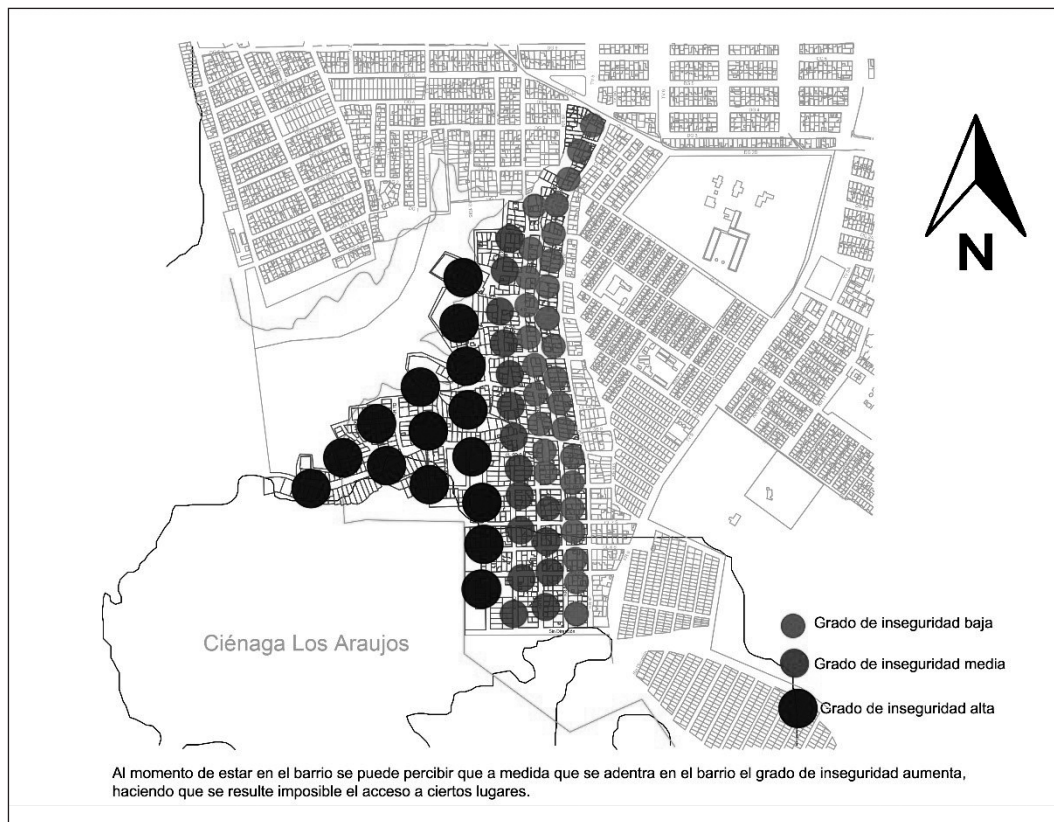 N
Ciénaga Los Araujos
Grado de inseguridad baja
Grado de inseguridad media
Grado de inseguridad alta
Al momento de estar en el barrio se puede percibir que a medida que se adentra en el barrio el grado de inseguridad aumenta,
haciendo que se resulte imposible el acceso a ciertos lugares.